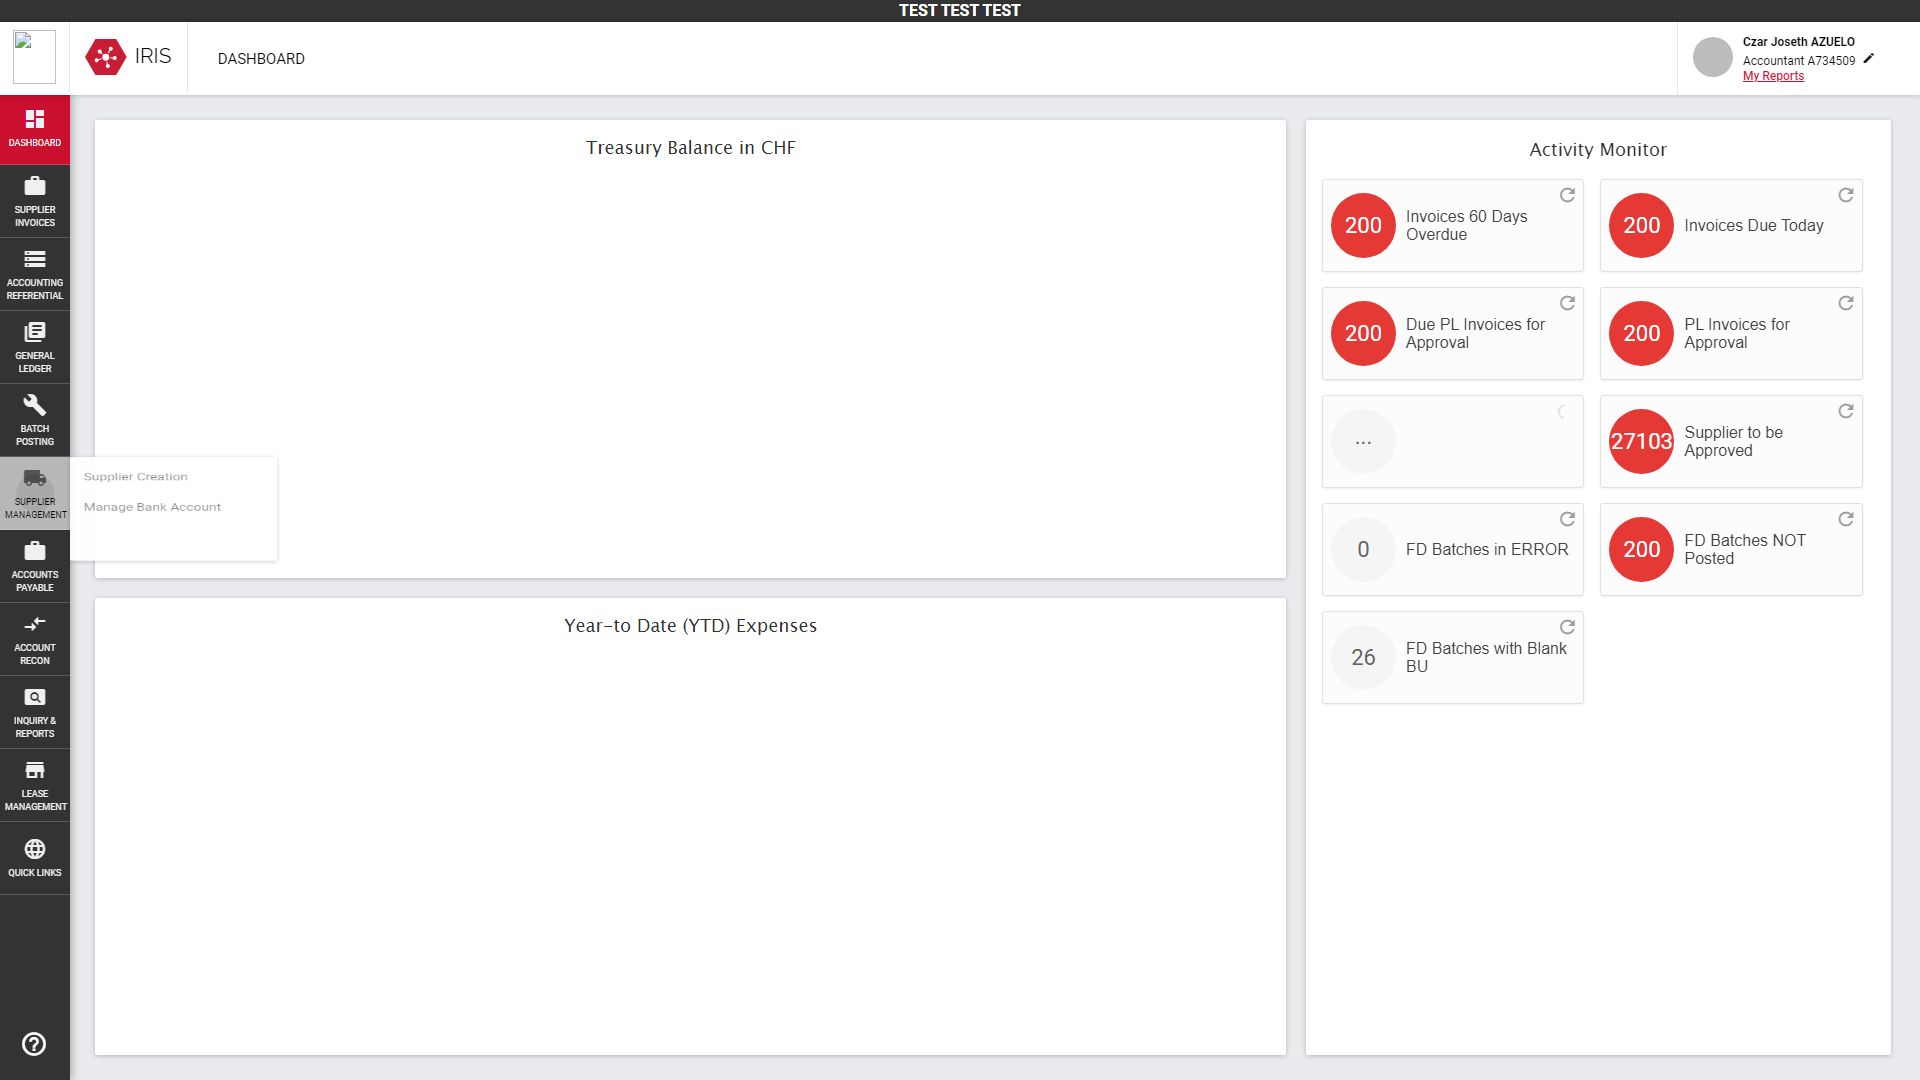 TEST TEST TEST
IRIS
DASHBOARD
Czar Joseth AZUELO
Accountant A734509
My Reports
DASHBOARD
SUPPLIER
INVOICES
ACCOUNTING
REFERENTIAL
GENERAL
LEDGER
BATCH
POSTING
SUPPLIER
MANAGEMENT
Supplier Creation
Manage Bank Account
ACCOUNTS
PAYABLE
ACCOUNT
RECON
INQUIRY &
REPORTS
LEASE
MANAGEMENT
QUICK LINKS
Treasury Balance in CHF
Year-to Date (YTD) Expenses
Activity Monitor
200
Invoices 60 Days
Overdue
200
Invoices Due Today
200
Due PL Invoices for
Approval
200
PL Invoices for
Approval
...
27103
Supplier to be
Approved
0
FD Batches in ERROR
200
FD Batches NOT
Posted
26
FD Batches with Blank
BU